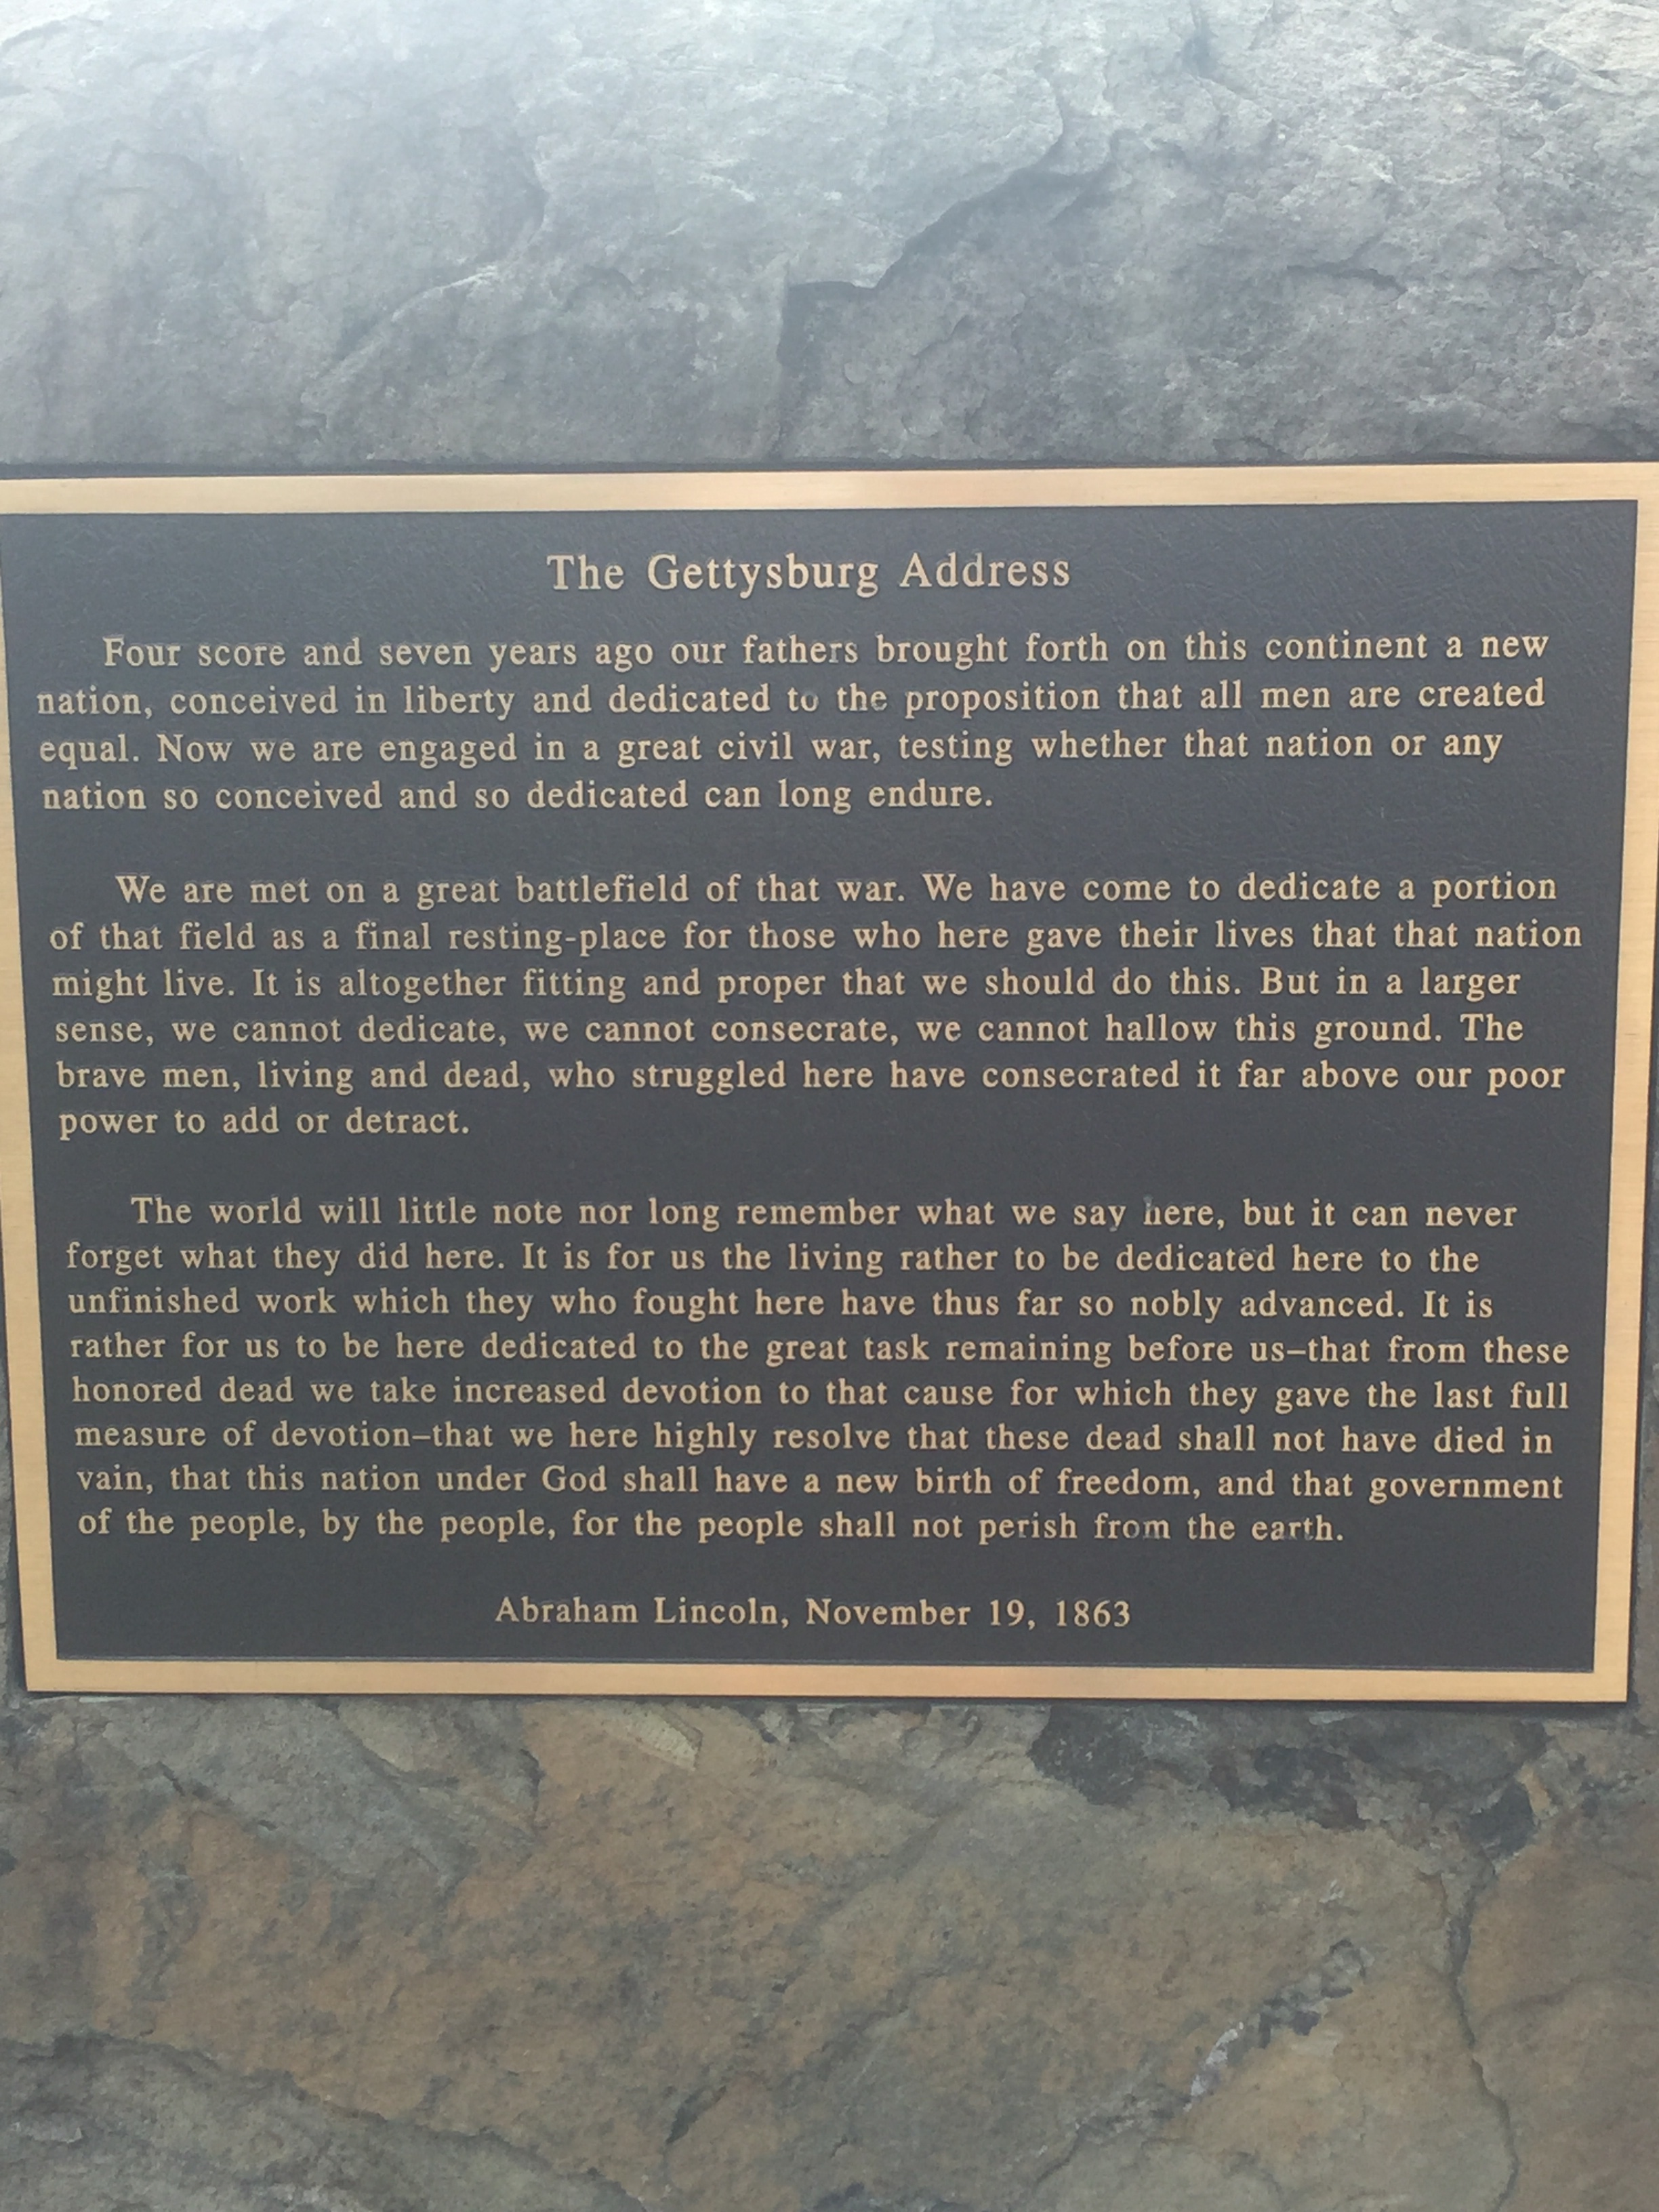 The Gettysburg Address
Four score and seven years ago our fathers brought forth on this continent a new
nation, conceived in liberty and dedicated to the proposition that all men are created
equal. Now we are engaged in a great civil war, testing whether that nation or any
nation so conceived and so dedicated can long endure.
We are met on a great battlefield of that war. We have come to dedicate a portion
of that field as a final resting-place for those who here gave their lives that that nation
might live. It is altogether fitting and proper that we should do this. But in a larger
sense, we cannot dedicate, we cannot consecrate, we cannot hallow this ground. The
brave men, living and dead, who struggled here have consecrated it far above our poor
power to add or detract.
The world will little note nor long remember what we say here, but it can never
forget what they did here. It is for us the living rather to be dedicated here to the
unfinished work which they who fought here have thus far so nobly advanced. It is
rather for us to be here dedicated to the great task remaining before us–that from these
honored dead we take increased devotion to that cause for which they gave the last full
measure of devotion–that we here highly resolve that these dead shall not have died in
vain, that this nation under God shall have a new birth of freedom, and that government
of the people, by the people, for the people shall not perish from the earth.
Abraham Lincoln, November 19, 1863